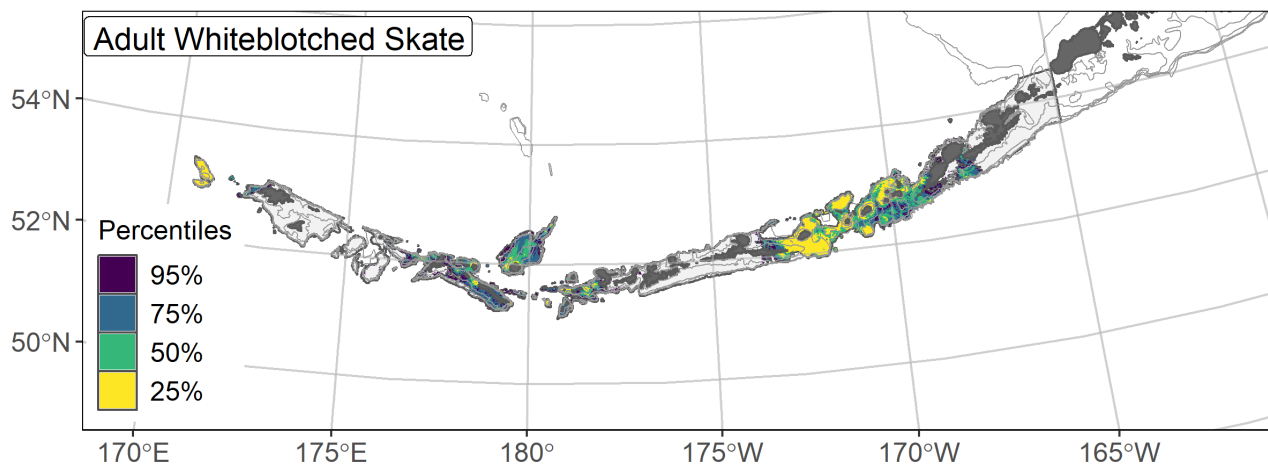 Adult Whiteblotched Skate
54°N
52°N
50°N
Percentiles
95%
75%
50%
25%
170°E
175°E
180°
175°W
170°W
165°W